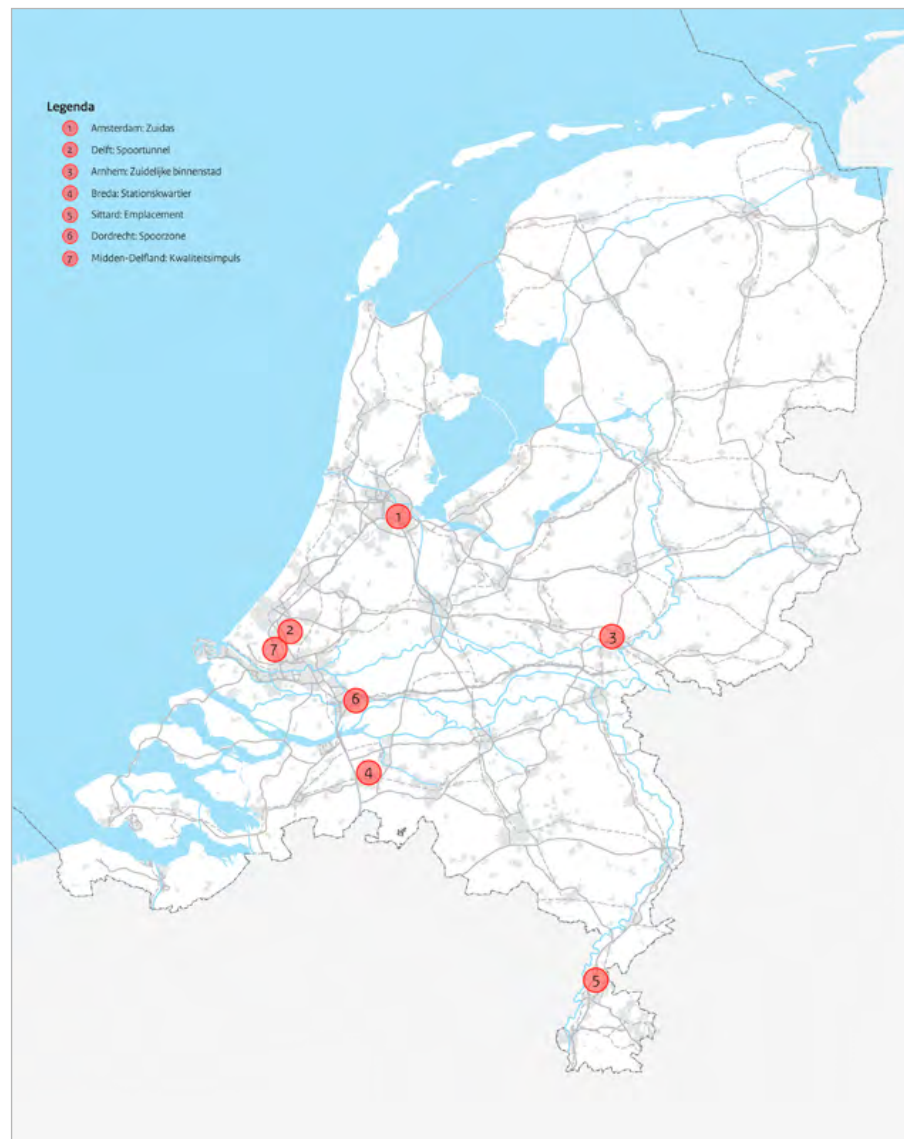 Legenda
1 Amsterdam: Zuidas
2 Delft: Spoortunnel
3 Arnhem: Zuidelijke binnenstad
4 Breda: Stationskwartier
5 Sittard: Emplacement
6 Dordrecht: Spoorzone
7 Midden-Delfland: Kwaliteitsimpuls
1
2
3
7
6
4
5